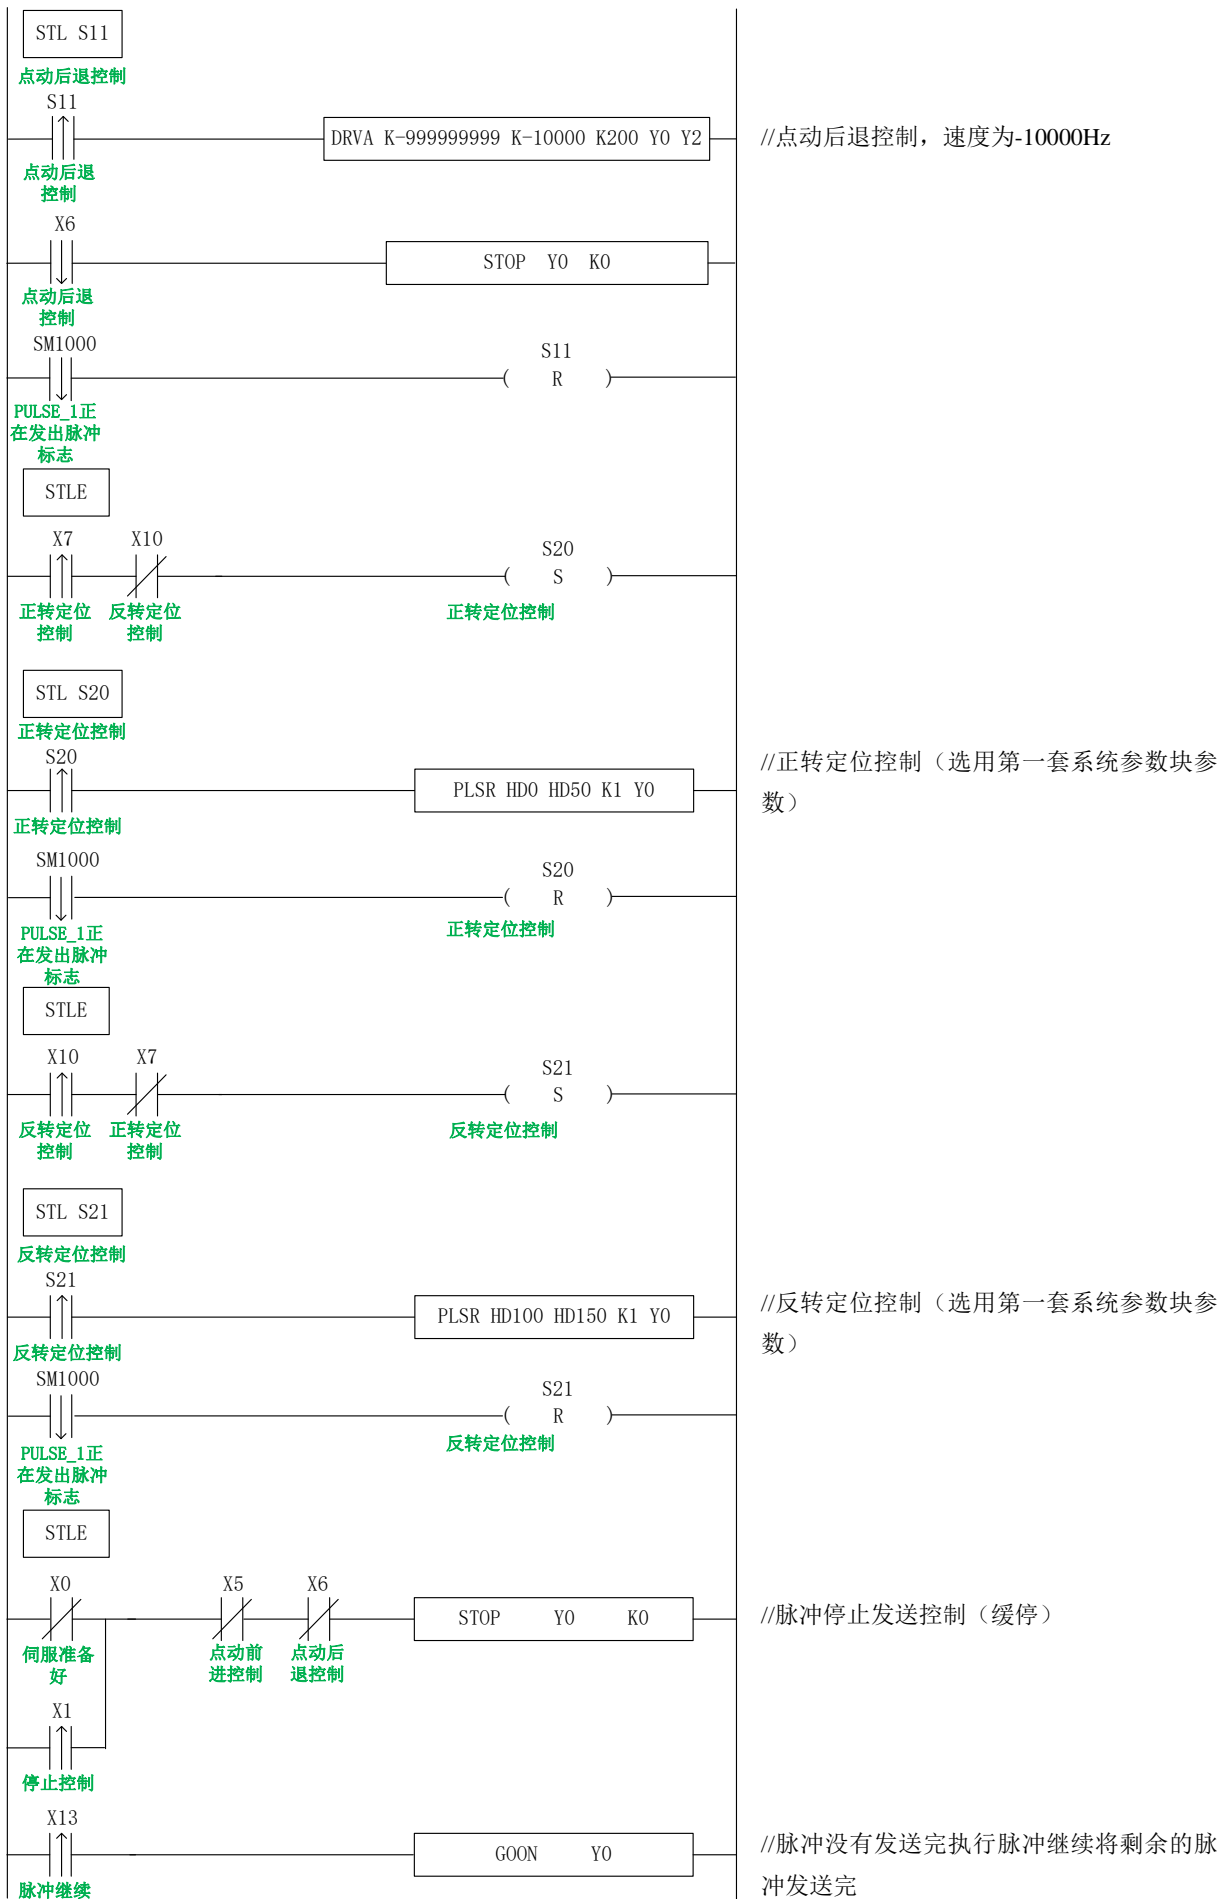 STL S11
点动后退控制
S11
DRVA K-999999999 K-10000 K200 Y0 Y2
//点动后退控制，速度为-10000Hz
点动后退
控制
X6
STOP Y0 K0
点动后退
控制
SM1000
S11
( R )
PULSE_1正
在发出脉冲
标志
STLE
X7 X10
S20
( S )
正转定位 反转定位 正转定位控制
控制 控制
STL S20
正转定位控制
S20
PLSR HD0 HD50 K1 Y0
//正转定位控制（选用第一套系统参数块参
数）
正转定位控制
SM1000
S20
( R )
正转定位控制
PULSE_1正
在发出脉冲
标志
STLE
X10 X7
S21
( S )
反转定位 正转定位 反转定位控制
控制 控制
STL S21
反转定位控制
S21
PLSR HD100 HD150 K1 Y0
//反转定位控制（选用第一套系统参数块参
数）
反转定位控制
SM1000
S21
( R )
反转定位控制
PULSE_1正
在发出脉冲
标志
STLE
X0 X5 X6
STOP Y0 K0
//脉冲停止发送控制（缓停）
伺服准备 点动前 点动后
好 进控制 退控制
X1
停止控制
X13
GOON Y0
//脉冲没有发送完执行脉冲继续将剩余的脉
冲发送完
脉冲继续